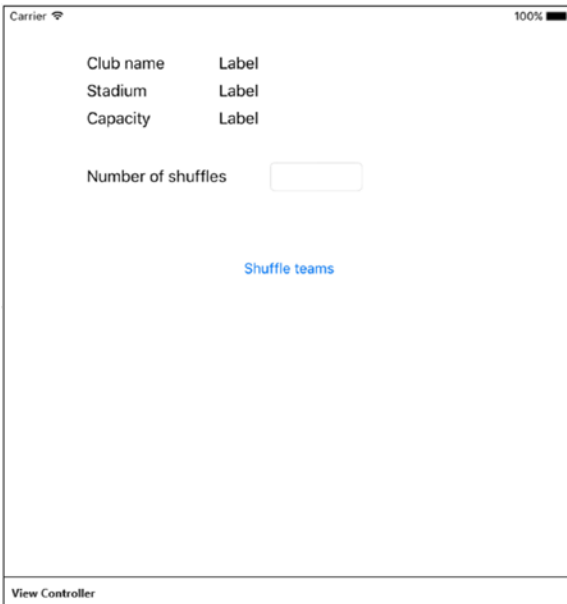 Carrier 100%
Club name Label
Stadium Label
Capacity Label
Number of shuffles
Shuffle teams
View Controller